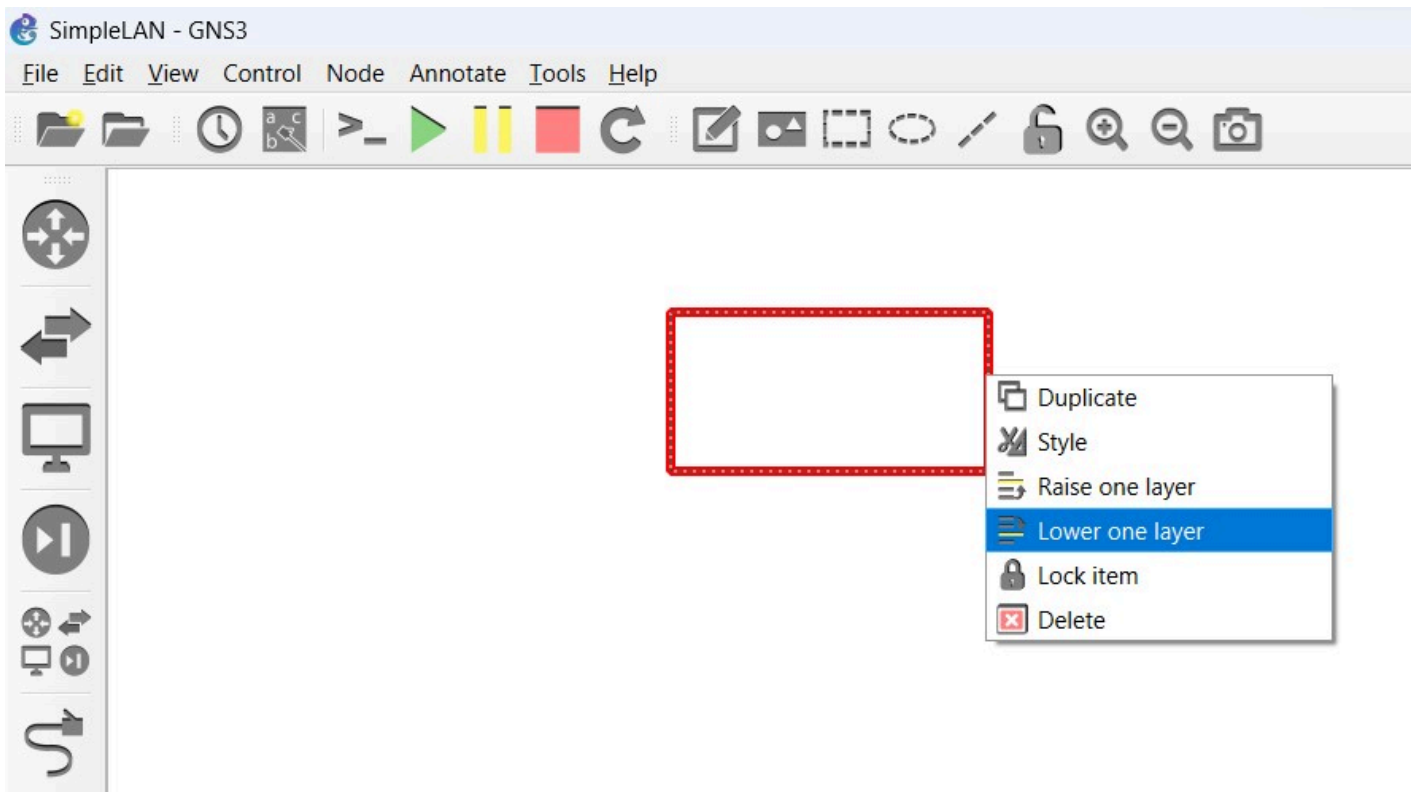 SimpleLAN - GNS3
File Edit View Control Node Annotate Tools Help
a c
b
>_
Duplicate
Style
Raise one layer
Lower one layer
Lock item
Delete